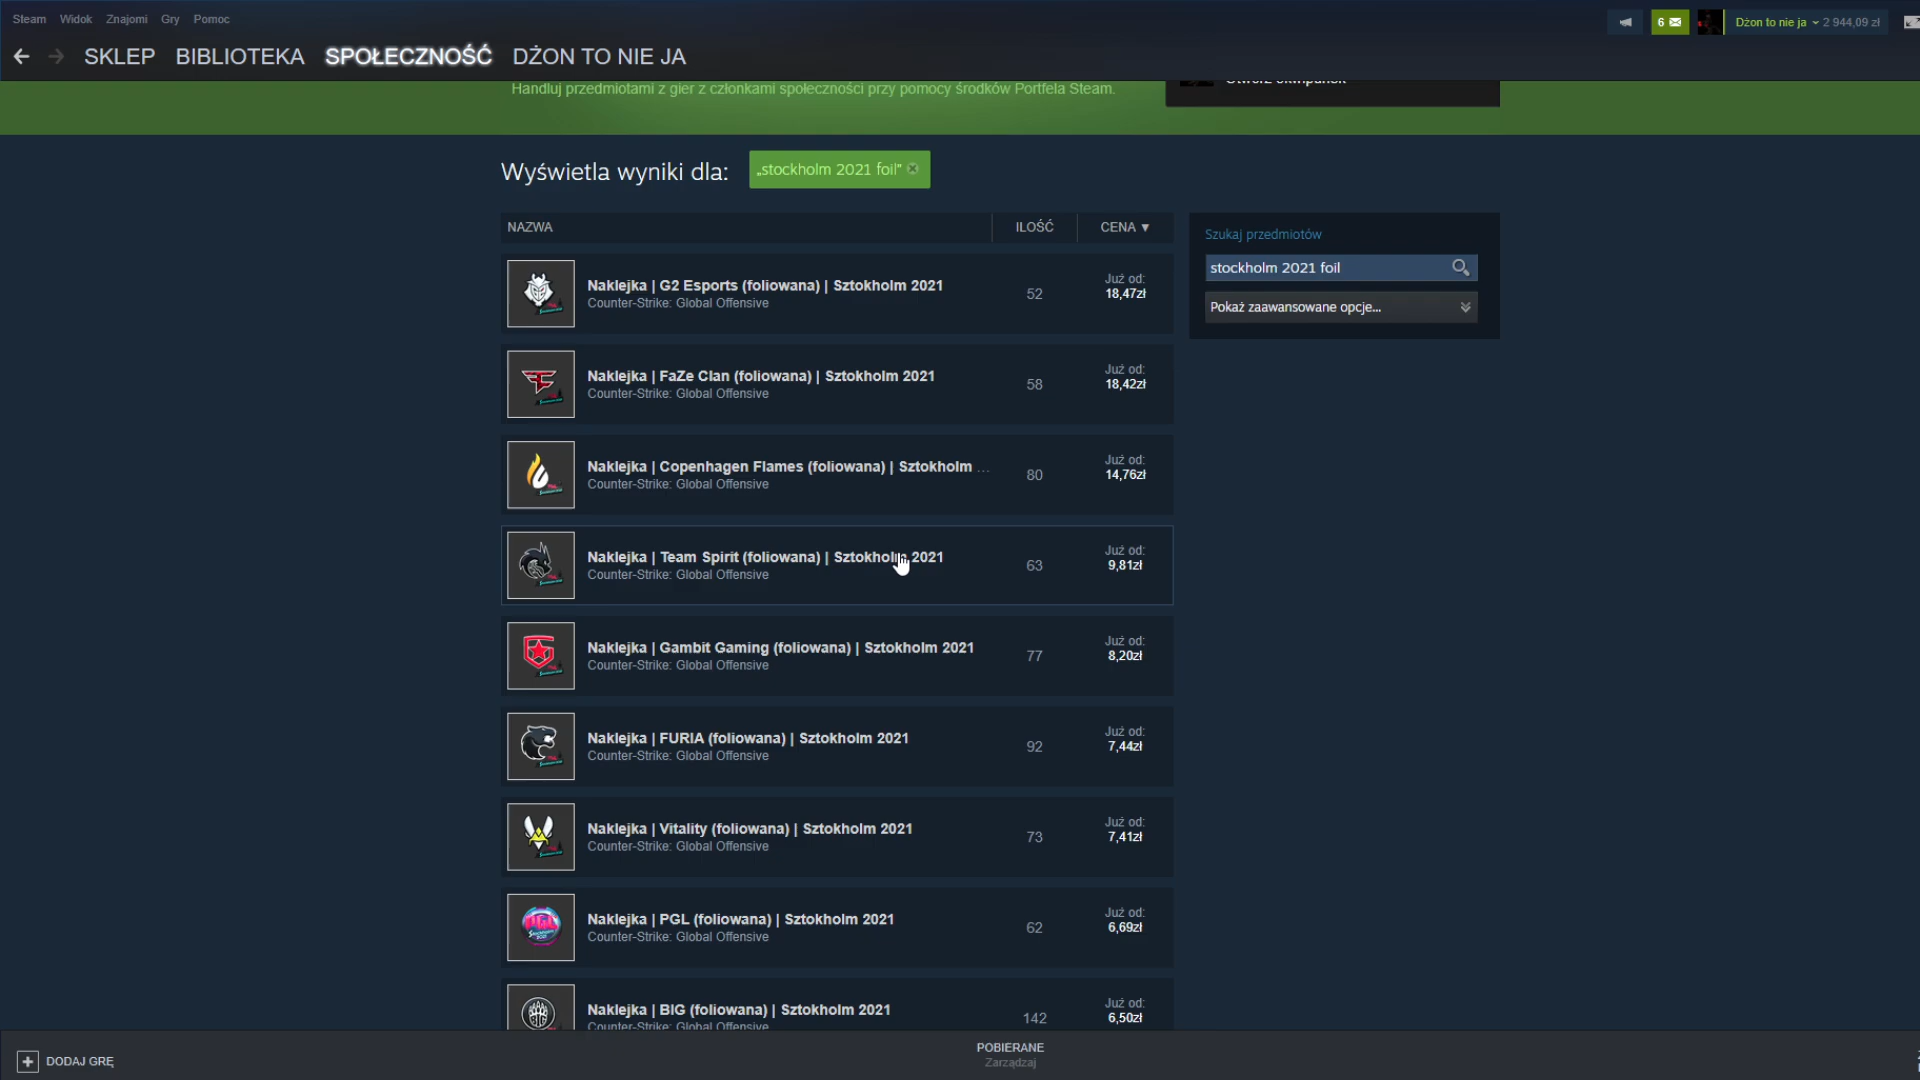 Steam Widok Znajomi Gry Pomoc
6 Dżon to nie ja 2 944,09 zł
SKLEP BIBLIOTEKA SPOŁECZNOŚĆ DŻON TO NIE JA
Handluj przedmiotami z gier z członkami społeczności przy pomocy środków Portfela Steam.
Wyświetla wyniki dla: „stockholm 2021 foil”
NAZWA ILOŚĆ CENA ▼
Naklejka | G2 Esports (foliowana) | Sztokholm 2021
Counter-Strike: Global Offensive
52
Już od:
18,47zł
Naklejka | FaZe Clan (foliowana) | Sztokholm 2021
Counter-Strike: Global Offensive
58
Już od:
18,42zł
Naklejka | Copenhagen Flames (foliowana) | Sztokholm ...
Counter-Strike: Global Offensive
80
Już od:
14,76zł
Naklejka | Team Spirit (foliowana) | Sztokholm 2021
Counter-Strike: Global Offensive
63
Już od:
9,81zł
Naklejka | Gambit Gaming (foliowana) | Sztokholm 2021
Counter-Strike: Global Offensive
77
Już od:
8,20zł
Naklejka | FURIA (foliowana) | Sztokholm 2021
Counter-Strike: Global Offensive
92
Już od:
7,44zł
Naklejka | Vitality (foliowana) | Sztokholm 2021
Counter-Strike: Global Offensive
73
Już od:
7,41zł
Naklejka | PGL (foliowana) | Sztokholm 2021
Counter-Strike: Global Offensive
62
Już od:
6,69zł
Naklejka | BIG (foliowana) | Sztokholm 2021
Counter-Strike: Global Offensive
142
Już od:
6,50zł
Szukaj przedmiotów
stockholm 2021 foil
Pokaż zaawansowane opcje...
DODAJ GRĘ
POBIERANE
Zarządzaj